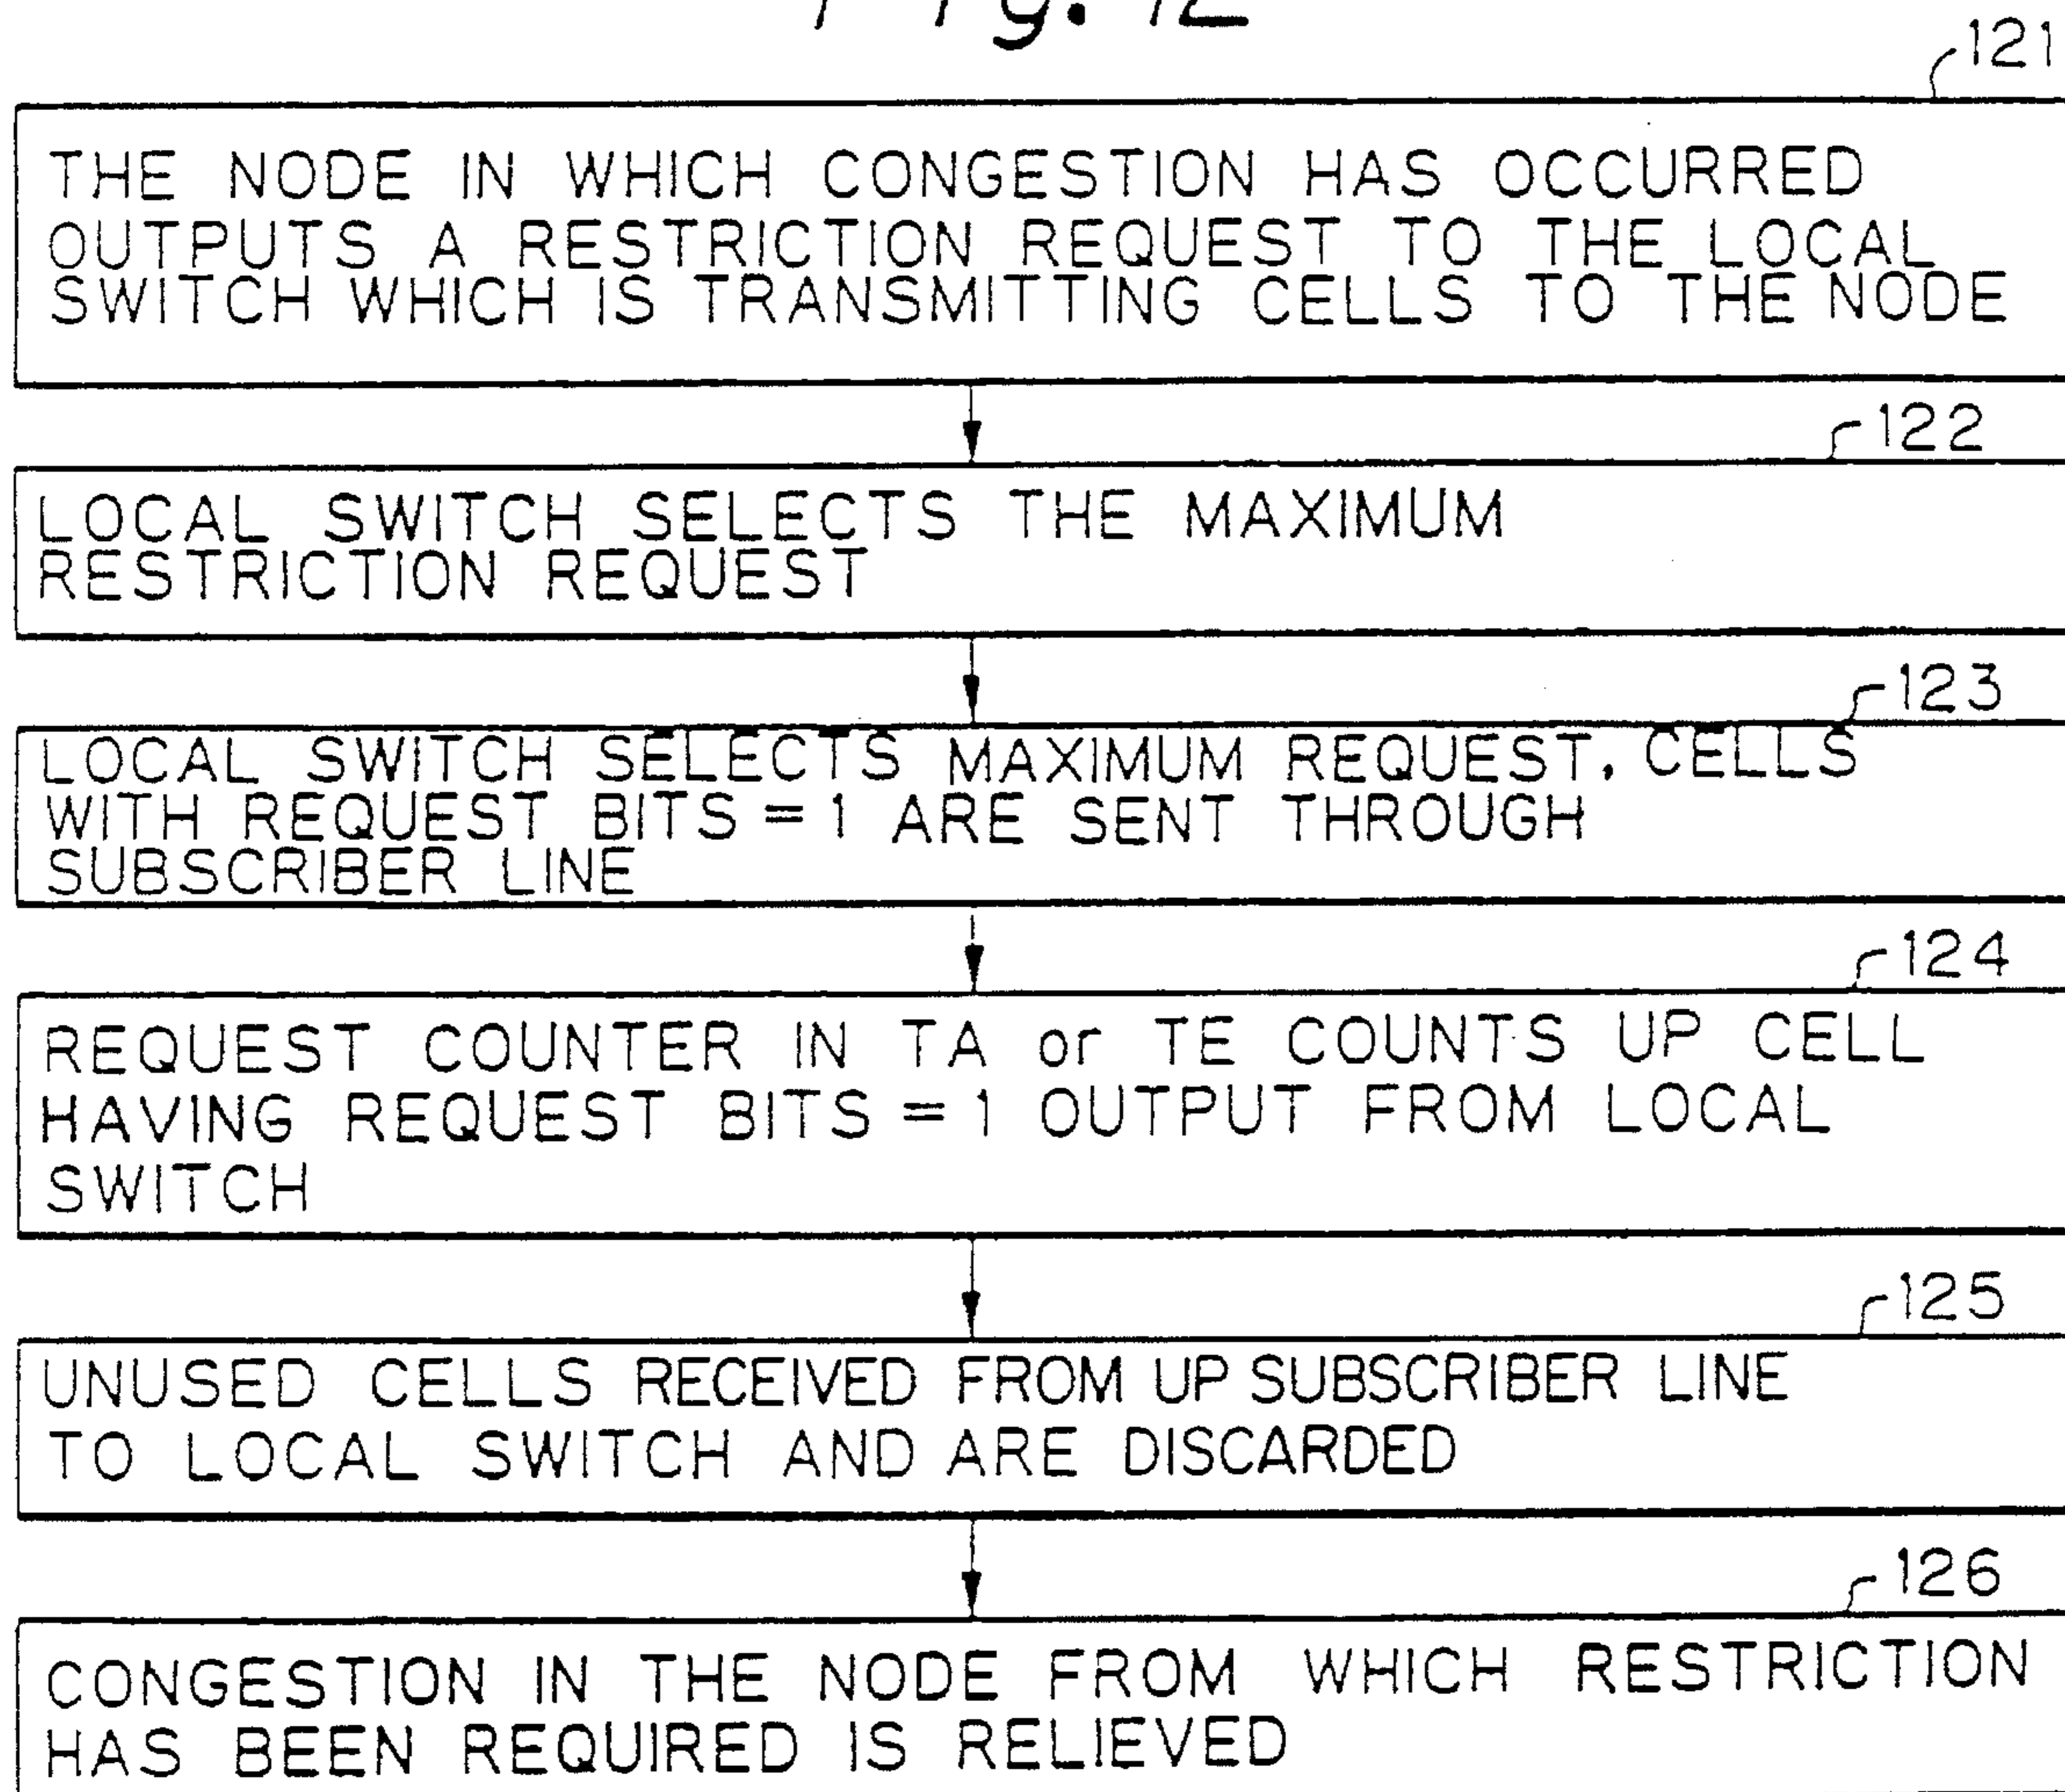 Fig. 12
121
THE NODE IN WHICH CONGESTION HAS OCCURRED
OUTPUTS A RESTRICTION REQUEST TO THE LOCAL
SWITCH WHICH IS TRANSMITTING CELLS TO THE NODE
122
LOCAL SWITCH SELECTS THE MAXIMUM
RESTRICTION REQUEST
123
LOCAL SWITCH SELECTS MAXIMUM REQUEST. CELLS
WITH REQUEST BITS = 1 ARE SENT THROUGH
SUBSCRIBER LINE
124
REQUEST COUNTER IN TA or TE COUNTS UP CELL
HAVING REQUEST BITS = 1 OUTPUT FROM LOCAL
SWITCH
125
UNUSED CELLS RECEIVED FROM UP SUBSCRIBER LINE
TO LOCAL SWITCH AND ARE DISCARDED
126
CONGESTION IN THE NODE FROM WHICH RESTRICTION
HAS BEEN REQUIRED IS RELIEVED